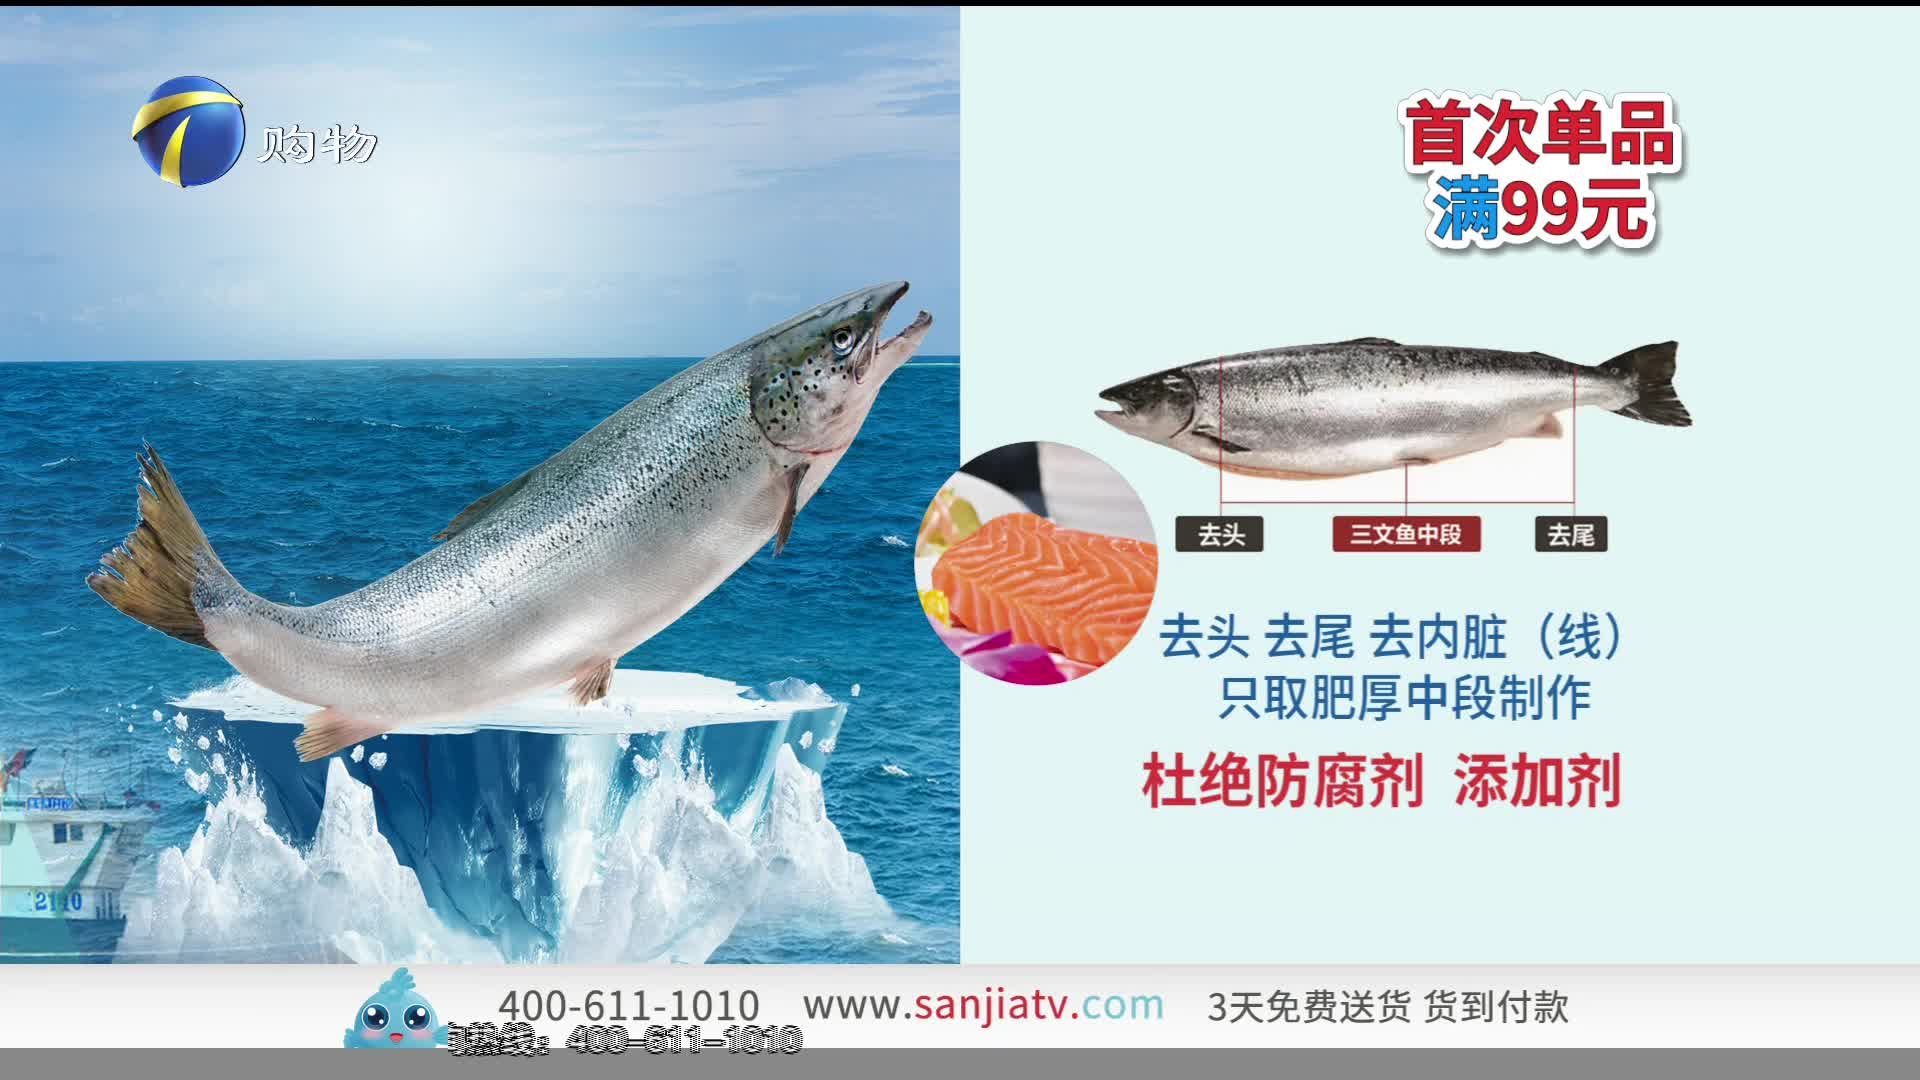 购物
首次单品
满99元
去头 三文鱼中段 去尾
去头 去尾 去内脏（线）
只取肥厚中段制作
杜绝防腐剂 添加剂
400-611-1010 www.sanjiatv.com 3天免费送货 货到付款
400-611-1010